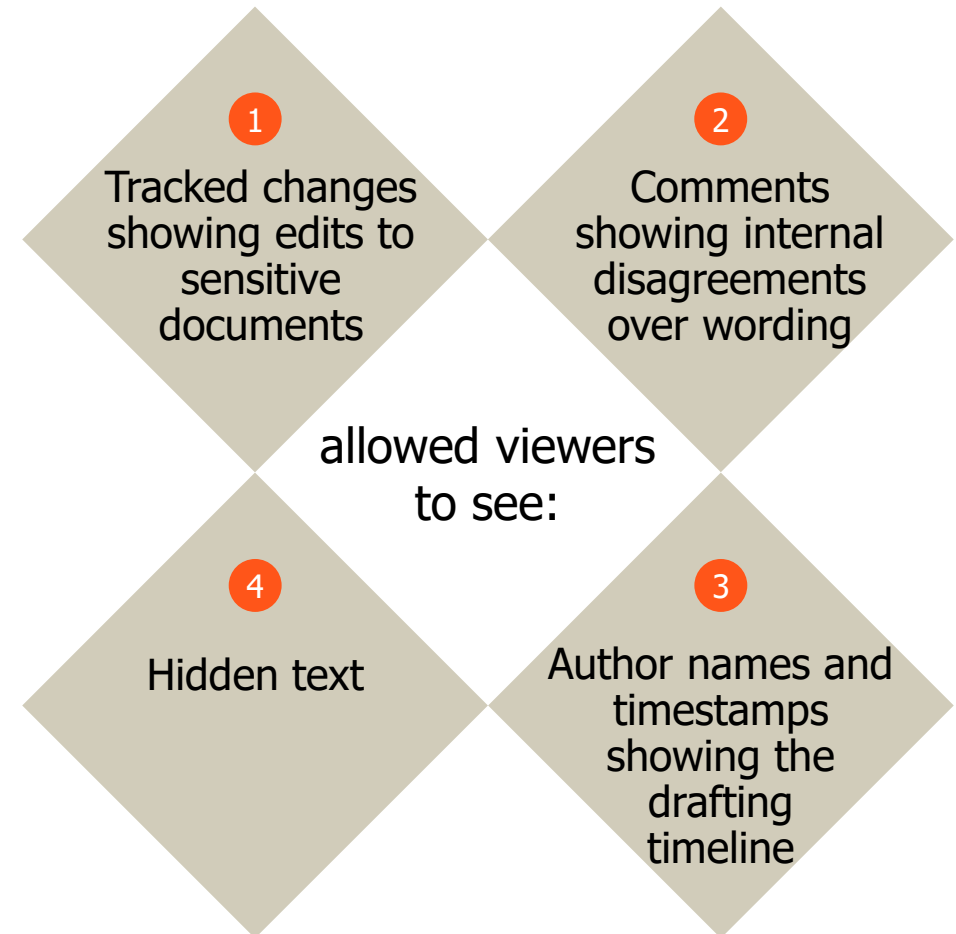 1
Tracked changes
showing edits to
sensitive
documents
2
Comments
showing internal
disagreements
over wording
allowed viewers
to see:
4
Hidden text
3
Author names and
timestamps
showing the
drafting
timeline